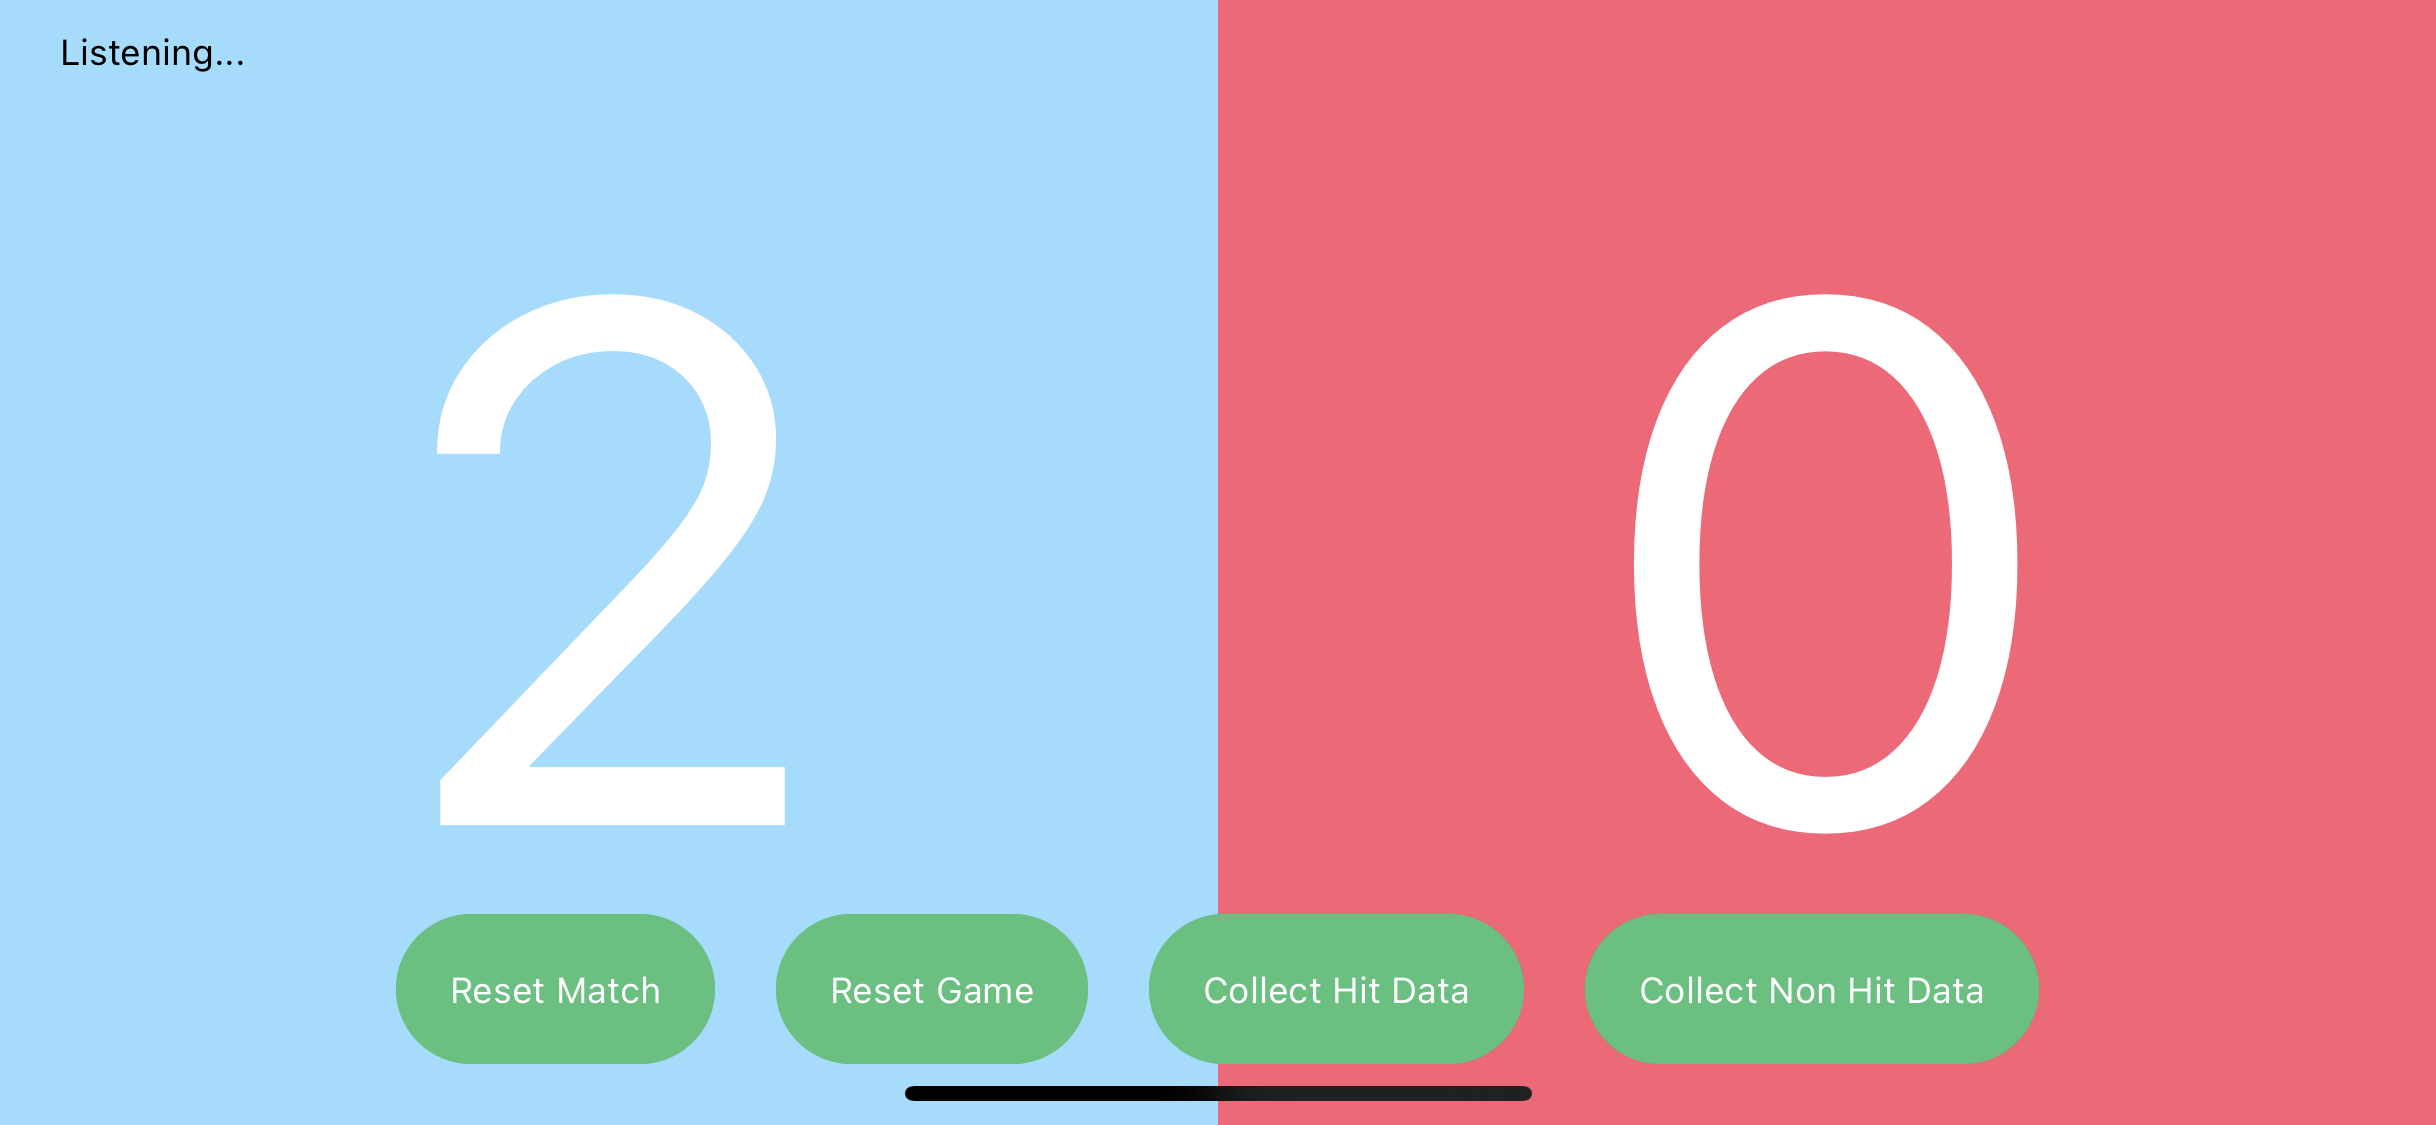 Listening...
2
0
Reset Match
Reset Game
Collect Hit Data
Collect Non Hit Data